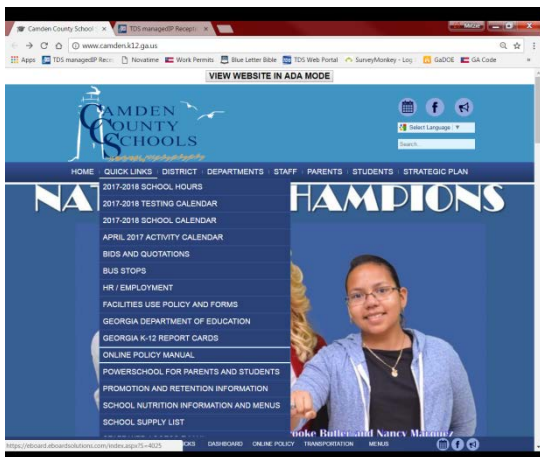 Camden County School
TDS managedIP Recepti
www.camden.k12.ga.us
Apps TDS managedIP Rece Novatime Work Permits Blue Letter Bible TDS Web Portal SurveyMonkey - Log GaDOE GA Code
VIEW WEBSITE IN ADA MODE
CAMDEN
COUNTY
SCHOOLS
Select Language
Search
HOME QUICK LINKS DISTRICT DEPARTMENTS STAFF PARENTS STUDENTS STRATEGIC PLAN
NAT HAMPIONS
2017-2018 SCHOOL HOURS
2017-2018 TESTING CALENDAR
2017-2018 SCHOOL CALENDAR
APRIL 2017 ACTIVITY CALENDAR
BIDS AND QUOTATIONS
BUS STOPS
HR / EMPLOYMENT
FACILITIES USE POLICY AND FORMS
GEORGIA DEPARTMENT OF EDUCATION
GEORGIA K-12 REPORT CARDS
ONLINE POLICY MANUAL
POWERSCHOOL FOR PARENTS AND STUDENTS
PROMOTION AND RETENTION INFORMATION
SCHOOL NUTRITION INFORMATION AND MENUS
SCHOOL SUPPLY LIST
ooke Butler and Nancy Marquez
https://eboard.eboardsolutions.com/index.aspx?S=4025
DASHBOARD ONLINE POLICY TRANSPORTATION MENUS